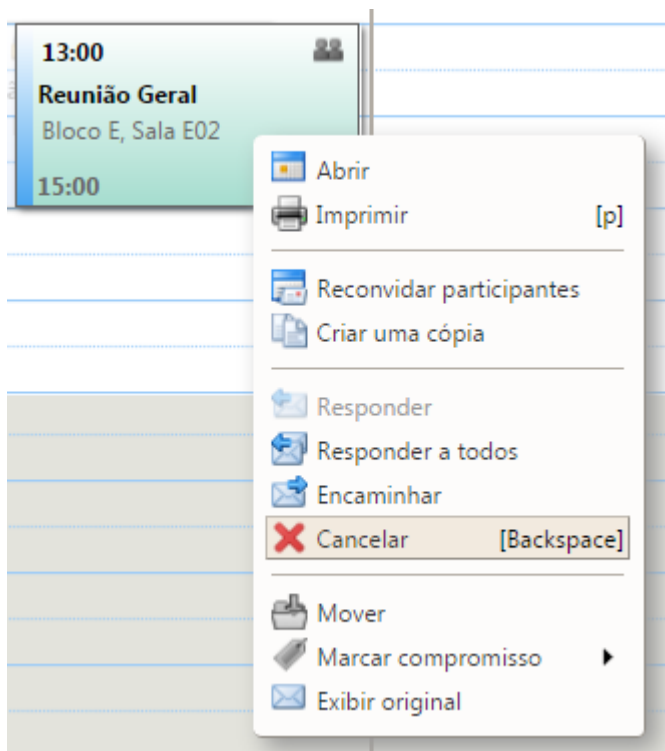 13:00
Reunião Geral
Bloco E, Sala E02
15:00
Abrir
Imprimir [p]
Reconvidar participantes
Criar uma cópia
Responder
Responder a todos
Encaminhar
Cancelar [Backspace]
Mover
Marcar compromisso
Exibir original